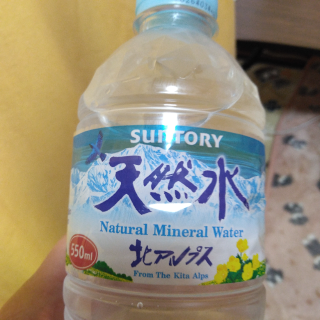 SUNTORY
天然水
Natural Mineral Water
550ml
北アルプス
From The Kita Alps